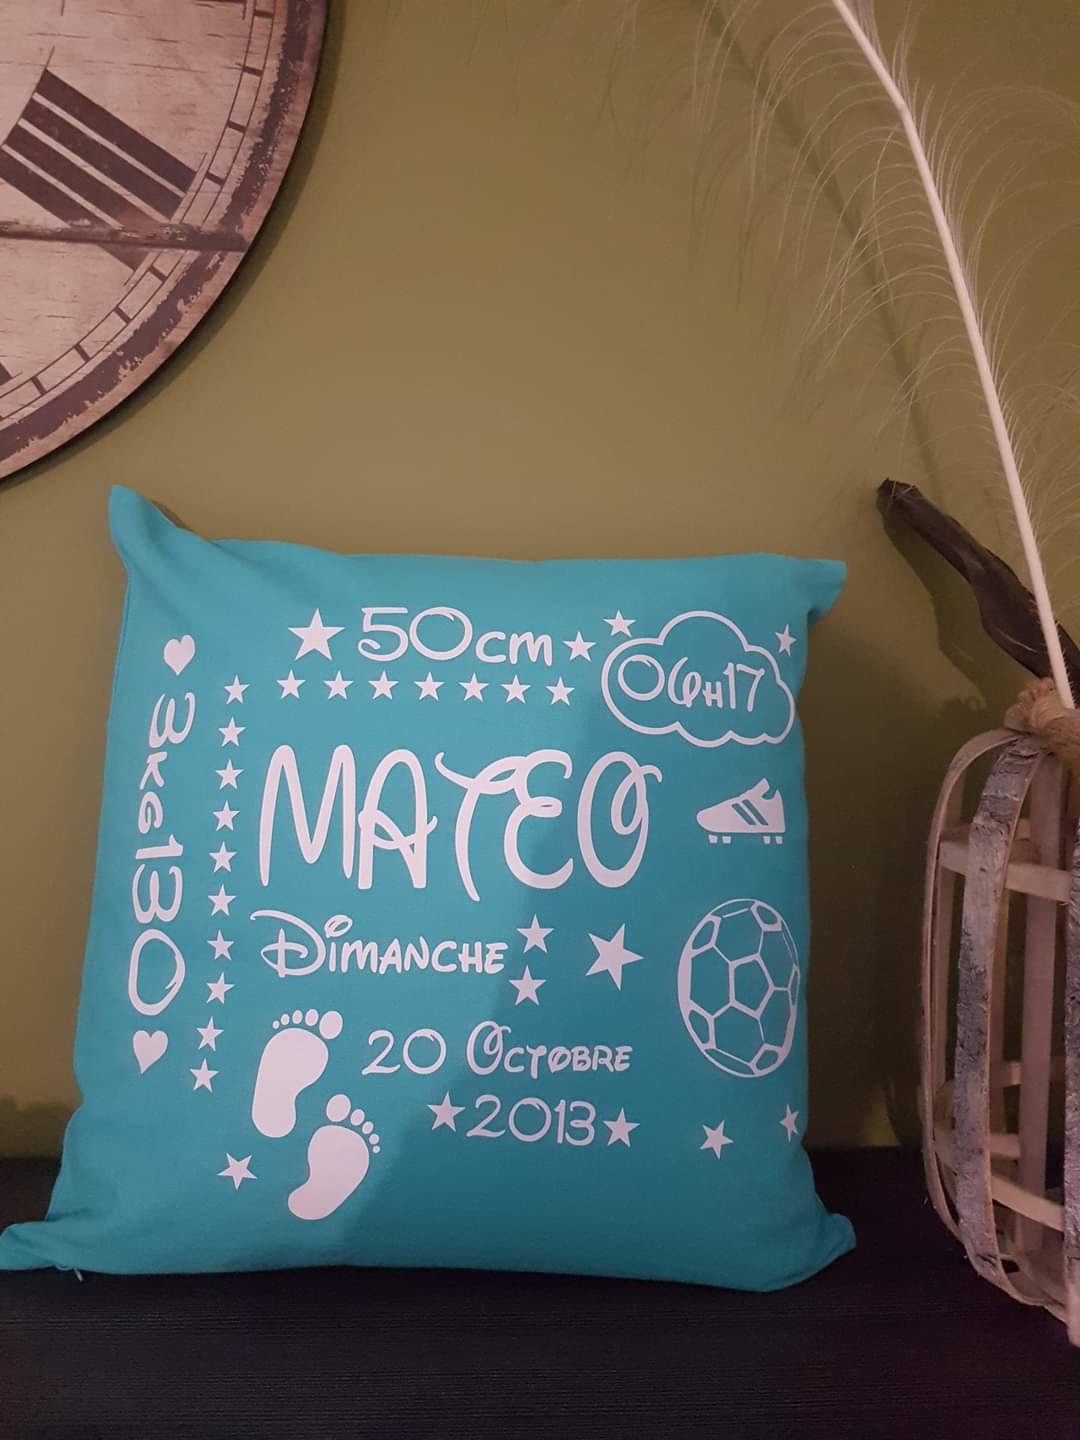 50cm
06H17
3KG130
MATEO
DIMANCHE
20 OCTOBRE
2013